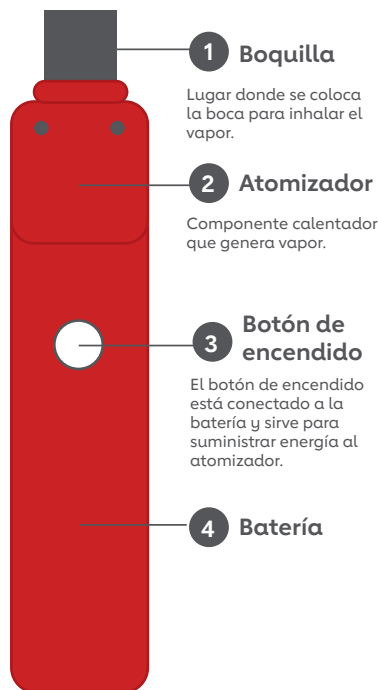 1 Boquilla
Lugar donde se coloca
la boca para inhalar el
vapor.
2 Atomizador
Componente calentador
que genera vapor.
3 Botón de
encendido
El botón de encendido
está conectado a la
batería y sirve para
suministrar energía al
atomizador.
4 Batería